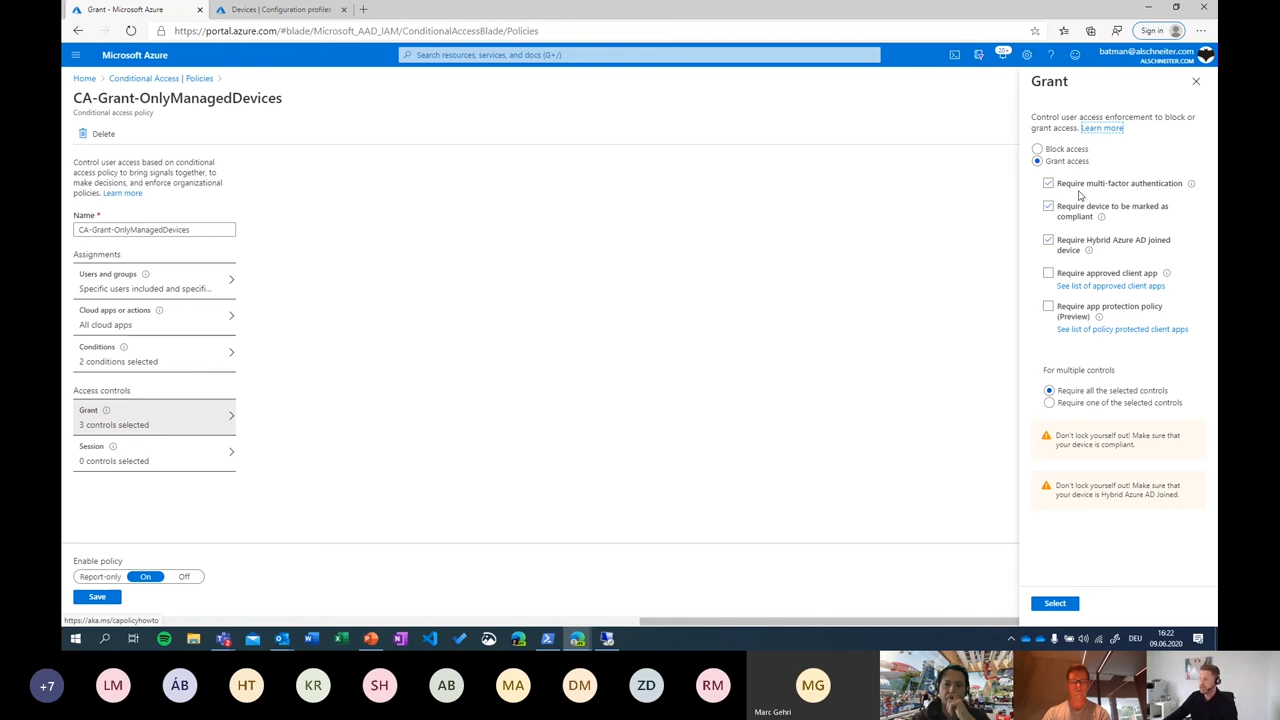 Grant - Microsoft Azure
Devices | Configuration profiles
https://portal.azure.com/#blade/Microsoft_AAD_IAM/ConditionalAccessBlade/Policies
Sign in
Microsoft Azure
Search resources, services, and docs (G+/)
20+
batman@alschneiter.com
ALSCHNEITER.COM
Home
Conditional Access | Policies
CA-Grant-OnlyManagedDevices
Conditional access policy
Delete
Control user access based on conditional
access policy to bring signals together, to
make decisions, and enforce organizational
policies. Learn more
Name *
CA-Grant-OnlyManagedDevices
Assignments
Users and groups
Specific users included and specifi...
Cloud apps or actions
All cloud apps
Conditions
2 conditions selected
Access controls
Grant
3 controls selected
Session
0 controls selected
Enable policy
Report-only On Off
Save
https://aka.ms/capolicyhowto
Grant
Control user access enforcement to block or
grant access. Learn more
Block access
Grant access
Require multi-factor authentication
Require device to be marked as
compliant
Require Hybrid Azure AD joined
device
Require approved client app
See list of approved client apps
Require app protection policy
(Preview)
See list of policy protected client apps
For multiple controls
Require all the selected controls
Require one of the selected controls
Don't lock yourself out! Make sure that
your device is compliant.
Don't lock yourself out! Make sure that
your device is Hybrid Azure AD Joined.
Select
DEU
16:22
09.06.2020
+7
LM
ÁB
HT
KR
SH
AB
MA
DM
ZD
RM
MG
Marc Gehri